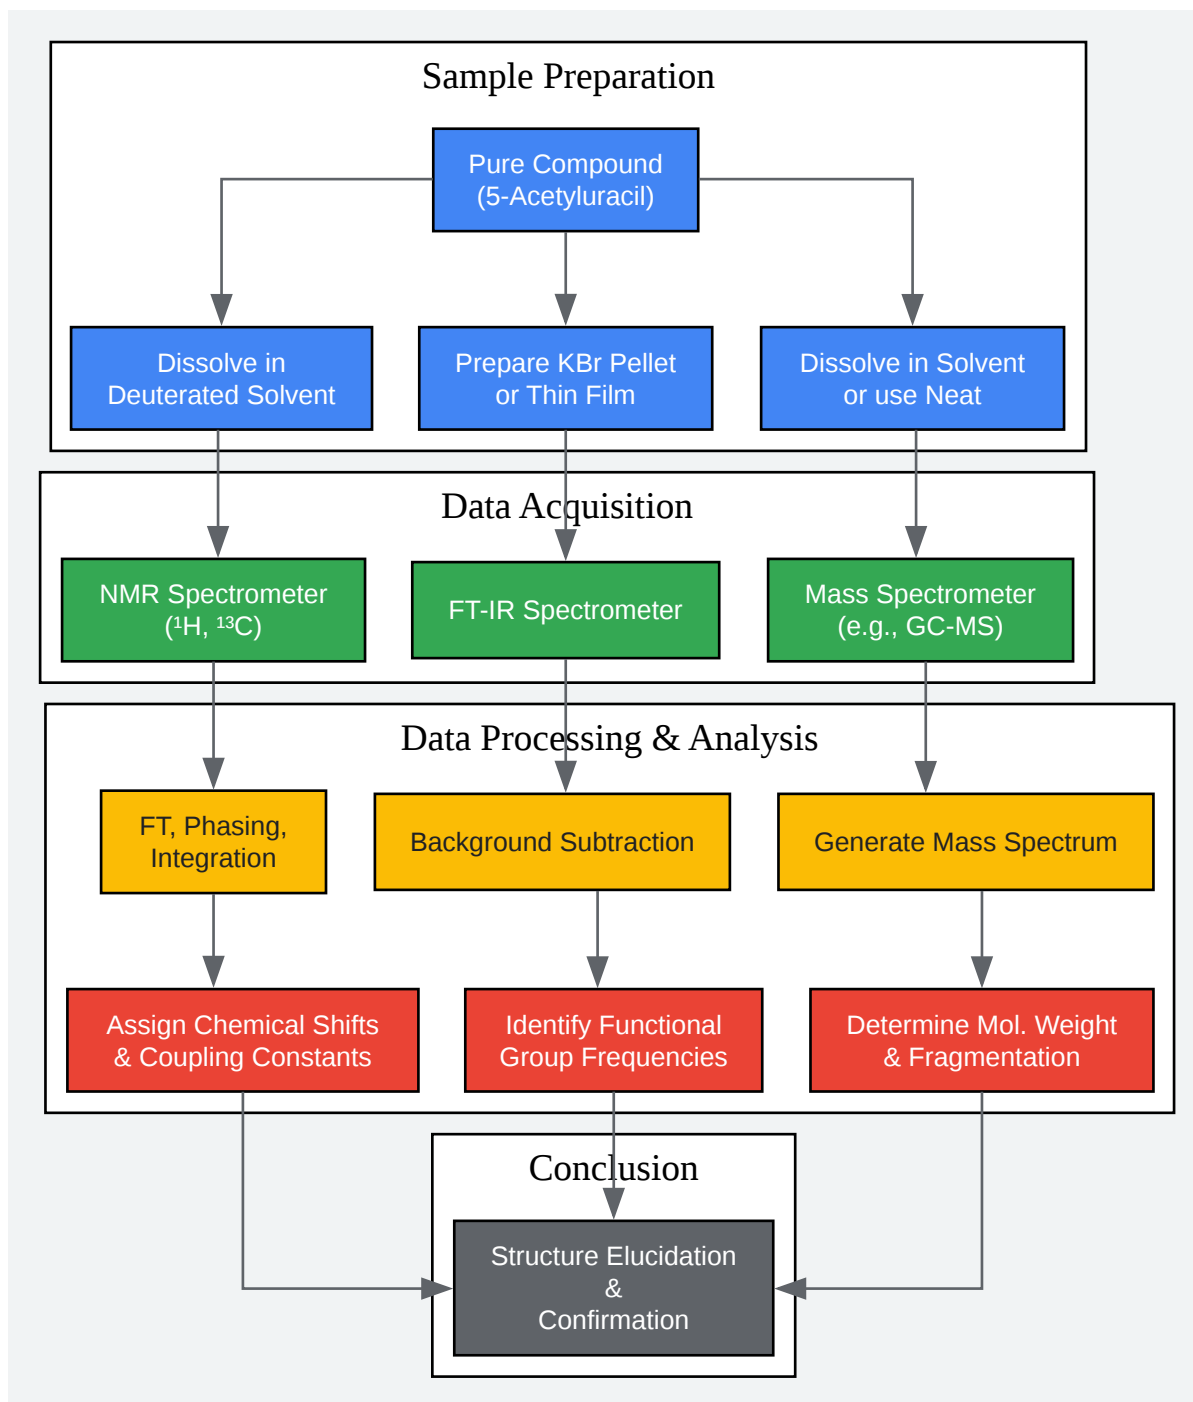 Sample Preparation
Pure Compound
(5-Acetyluracil)
Dissolve in
Deuterated Solvent
Prepare KBr Pellet
or Thin Film
Dissolve in Solvent
or use Neat
Data Acquisition
NMR Spectrometer
(¹H, ¹³C)
FT-IR Spectrometer
Mass Spectrometer
(e.g., GC-MS)
Data Processing & Analysis
FT, Phasing,
Integration
Background Subtraction
Generate Mass Spectrum
Assign Chemical Shifts
& Coupling Constants
Identify Functional
Group Frequencies
Determine Mol. Weight
& Fragmentation
Conclusion
Structure Elucidation
&
Confirmation